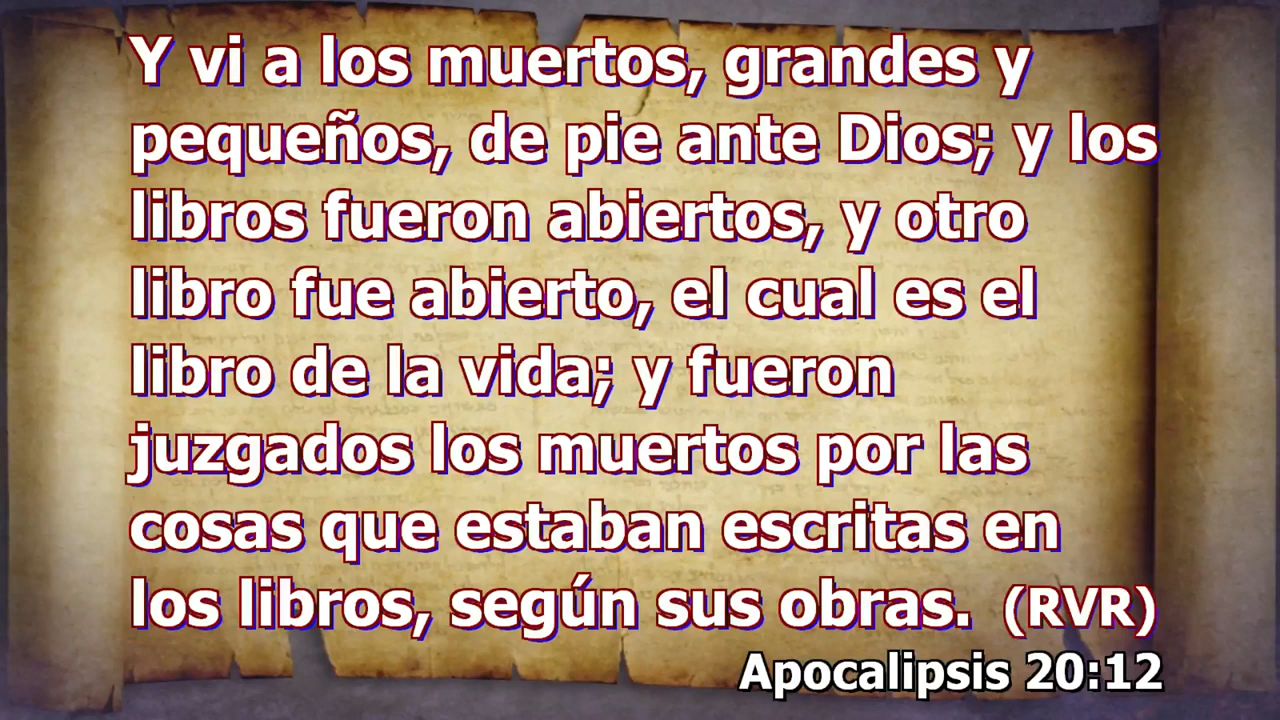 Y vi a los muertos, grandes y
pequeños, de pie ante Dios; y los
libros fueron abiertos, y otro
libro fue abierto, el cual es el
libro de la vida; y fueron
juzgados los muertos por las
cosas que estaban escritas en
los libros, según sus obras. (RVR)
Apocalipsis 20:12